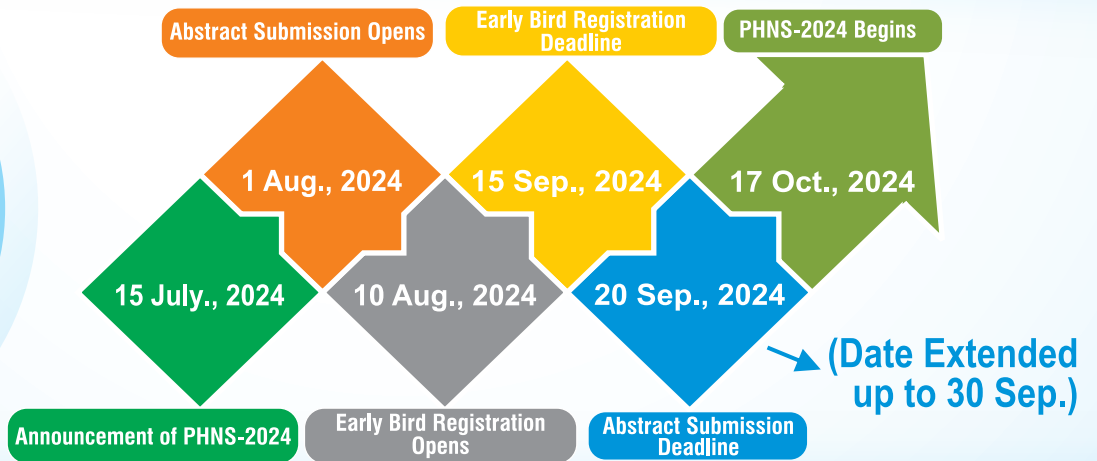 Abstract Submission Opens
Early Bird Registration
Deadline
PHNS-2024 Begins
1 Aug., 2024
15 Sep., 2024
17 Oct., 2024
15 July., 2024
10 Aug., 2024
20 Sep., 2024
(Date Extended
up to 30 Sep.)
Announcement of PHNS-2024
Early Bird Registration
Opens
Abstract Submission
Deadline